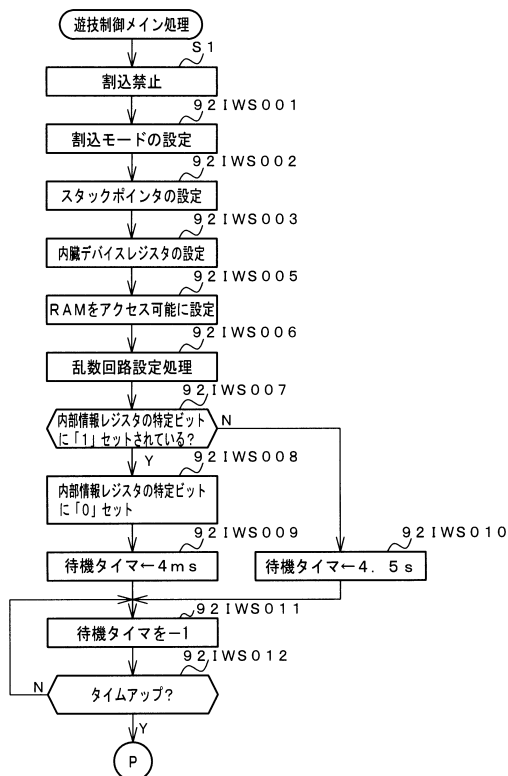 遊技制御メイン処理
S1
割込禁止
92IWS001
割込モードの設定
92IWS002
スタックポインタの設定
92IWS003
内臓デバイスレジスタの設定
92IWS005
RAMをアクセス可能に設定
92IWS006
乱数回路設定処理
92IWS007
内部情報レジスタの特定ビット
に「1」セットされている？
N
Y
92IWS008
内部情報レジスタの特定ビット
に「0」セット
92IWS009
待機タイマ←4ms
92IWS010
待機タイマ←4．5s
92IWS011
待機タイマを−1
92IWS012
タイムアップ？
N
Y
P